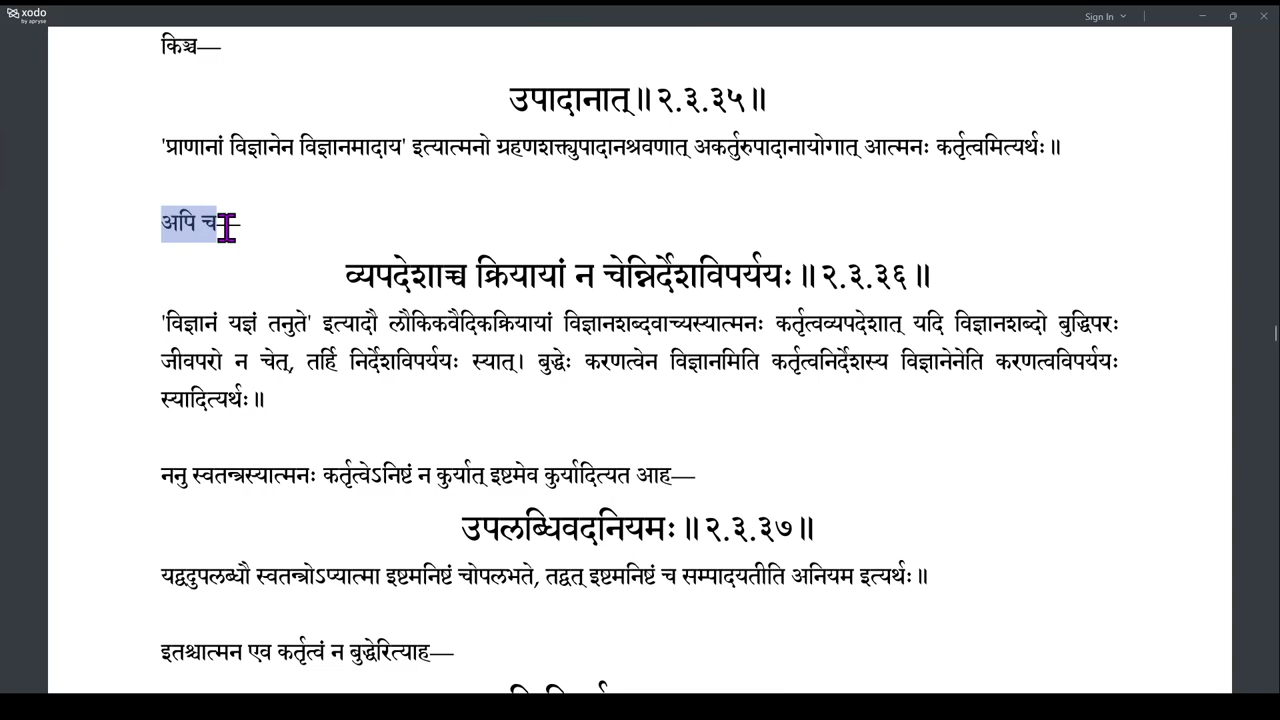 xodo
by apryse
Sign In
किञ्च—
उपादानात्॥२.३.३५॥
'प्राणानां विज्ञानेन विज्ञानमादाय' इत्यात्मनो ग्रहणशक्त्युपादानश्रवणात् अकर्तुरुपादानायोगात् आत्मनः कर्तृत्वमित्यर्थः॥
अपि च—
व्यपदेशाच्च क्रियायां न चेन्निर्देशविपर्ययः॥२.३.३६॥
'विज्ञानं यज्ञं तनुते' इत्यादौ लौकिकवैदिकक्रियायां विज्ञानशब्दवाच्यस्यात्मनः कर्तृत्वव्यपदेशात् यदि विज्ञानशब्दो बुद्धिपरः
जीवपरो न चेत्, तर्हि निर्देशविपर्ययः स्यात्। बुद्धेः करणत्वेन विज्ञानमिति कर्तृत्वनिर्देशस्य विज्ञानेनेति करणत्वविपर्ययः
स्यादित्यर्थः॥
ननु स्वतन्त्रस्यात्मनः कर्तृत्वेऽनिष्टं न कुर्यात् इष्टमेव कुर्यादित्यत आह—
उपलब्धिवदनियमः॥२.३.३७॥
यद्वदुपलब्धौ स्वतन्त्रोऽप्यात्मा इष्टमनिष्टं चोपलभते, तद्वत् इष्टमनिष्टं च सम्पादयतीति अनियम इत्यर्थः॥
इतश्चात्मन एव कर्तृत्वं न बुद्धेरित्याह—